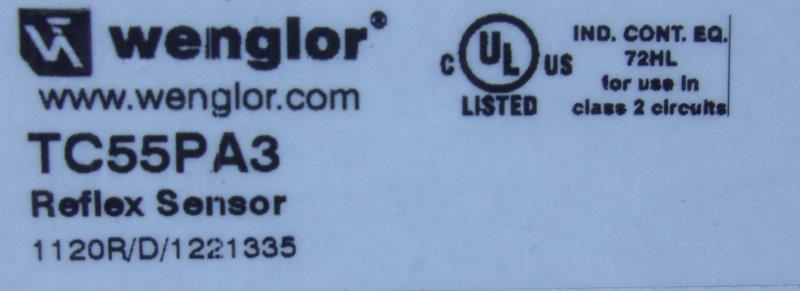 wenglor®
www.wenglor.com
TC55PA3
Reflex Sensor
1120R/D/1221335
C UL US
LISTED
IND. CONT. EQ.
72HL
for use in
class 2 circuits